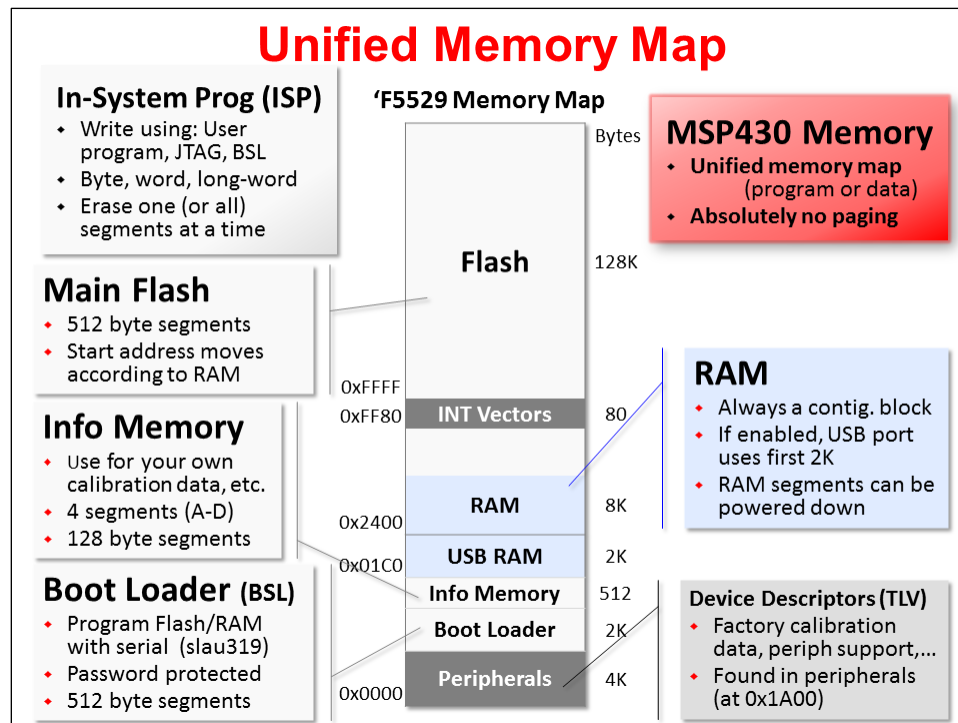 Unified Memory Map
In-System Prog (ISP)
Write using: User
program, JTAG, BSL
Byte, word, long-word
Erase one (or all)
segments at a time
Main Flash
512 byte segments
Start address moves
according to RAM
Info Memory
Use for your own
calibration data, etc.
4 segments (A-D)
128 byte segments
Boot Loader (BSL)
Program Flash/RAM
with serial (slau319)
Password protected
512 byte segments
‘F5529 Memory Map
Bytes
Flash
128K
0xFFFF
0xFF80
INT Vectors
80
RAM
8K
0x2400
USB RAM
2K
0x01C0
Info Memory
512
Boot Loader
2K
Peripherals
4K
0x0000
MSP430 Memory
Unified memory map
(program or data)
Absolutely no paging
RAM
Always a contig. block
If enabled, USB port
uses first 2K
RAM segments can be
powered down
Device Descriptors (TLV)
Factory calibration
data, periph support,...
Found in peripherals
(at 0x1A00)